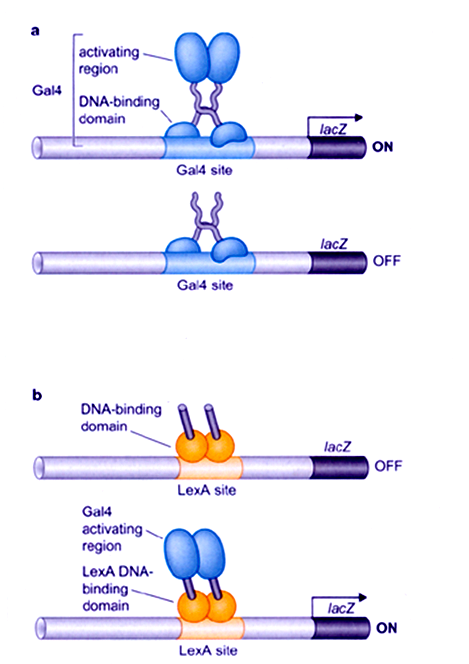 a
activating
region
Gal4
DNA-binding
domain
lacZ
ON
Gal4 site
lacZ
OFF
Gal4 site
b
DNA-binding
domain
lacZ
OFF
LexA site
Gal4
activating
region
LexA DNA-
binding
domain
lacZ
ON
LexA site